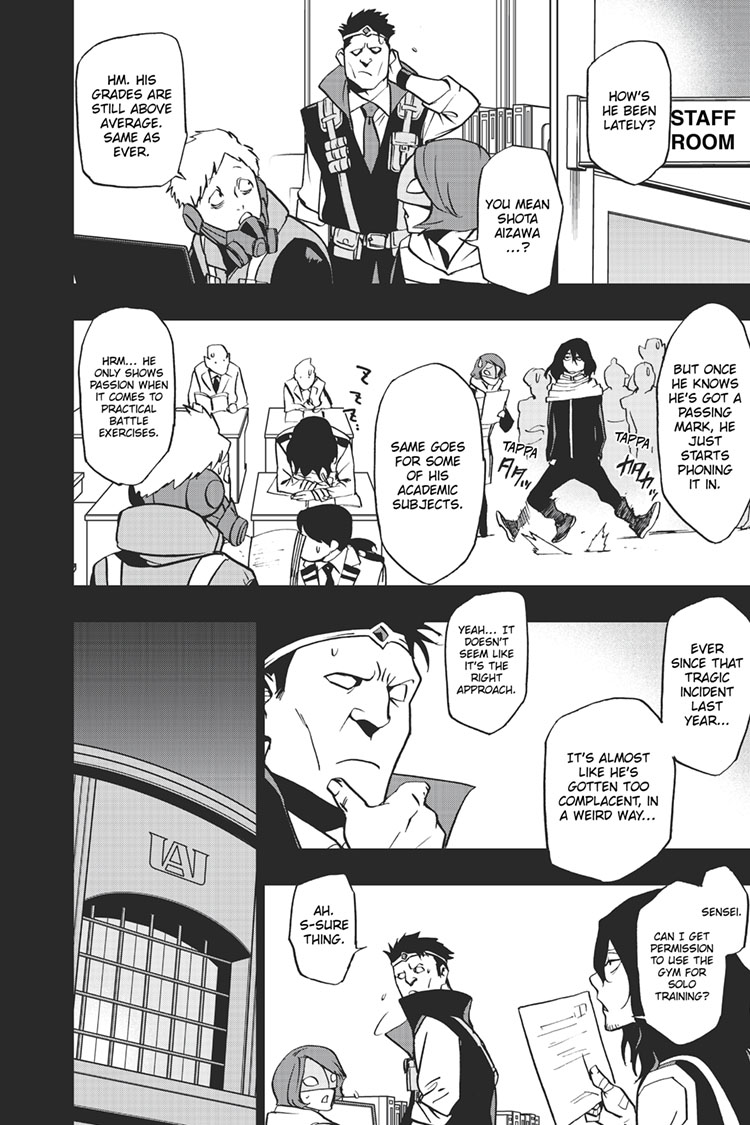 HOW'S
HE BEEN
LATELY?
STAFF
ROOM
YOU MEAN
SHOTA
AIZAWA
...?
HM. HIS
GRADES ARE
STILL ABOVE
AVERAGE.
SAME AS
EVER.
BUT ONCE
HE KNOWS
HE'S GOT A
PASSING
MARK, HE
JUST
STARTS
PHONING
IT IN.
TAPPA,
TAPPA,
SAME GOES
FOR SOME
OF HIS
ACADEMIC
SUBJECTS.
HRM... HE
ONLY SHOWS
PASSION WHEN
IT COMES TO
PRACTICAL
BATTLE
EXERCISES.
EVER
SINCE THAT
TRAGIC
INCIDENT
LAST
YEAR...
IT'S ALMOST
LIKE HE'S
GOTTEN TOO
COMPLACENT, IN
A WEIRD WAY...
YEAH... IT
DOESN'T
SEEM LIKE
IT'S THE
RIGHT
APPROACH.
UA
SENSEI.
CAN I GET
PERMISSION
TO USE THE
GYM FOR
SOLO
TRAINING?
AH.
S-SURE
THING.